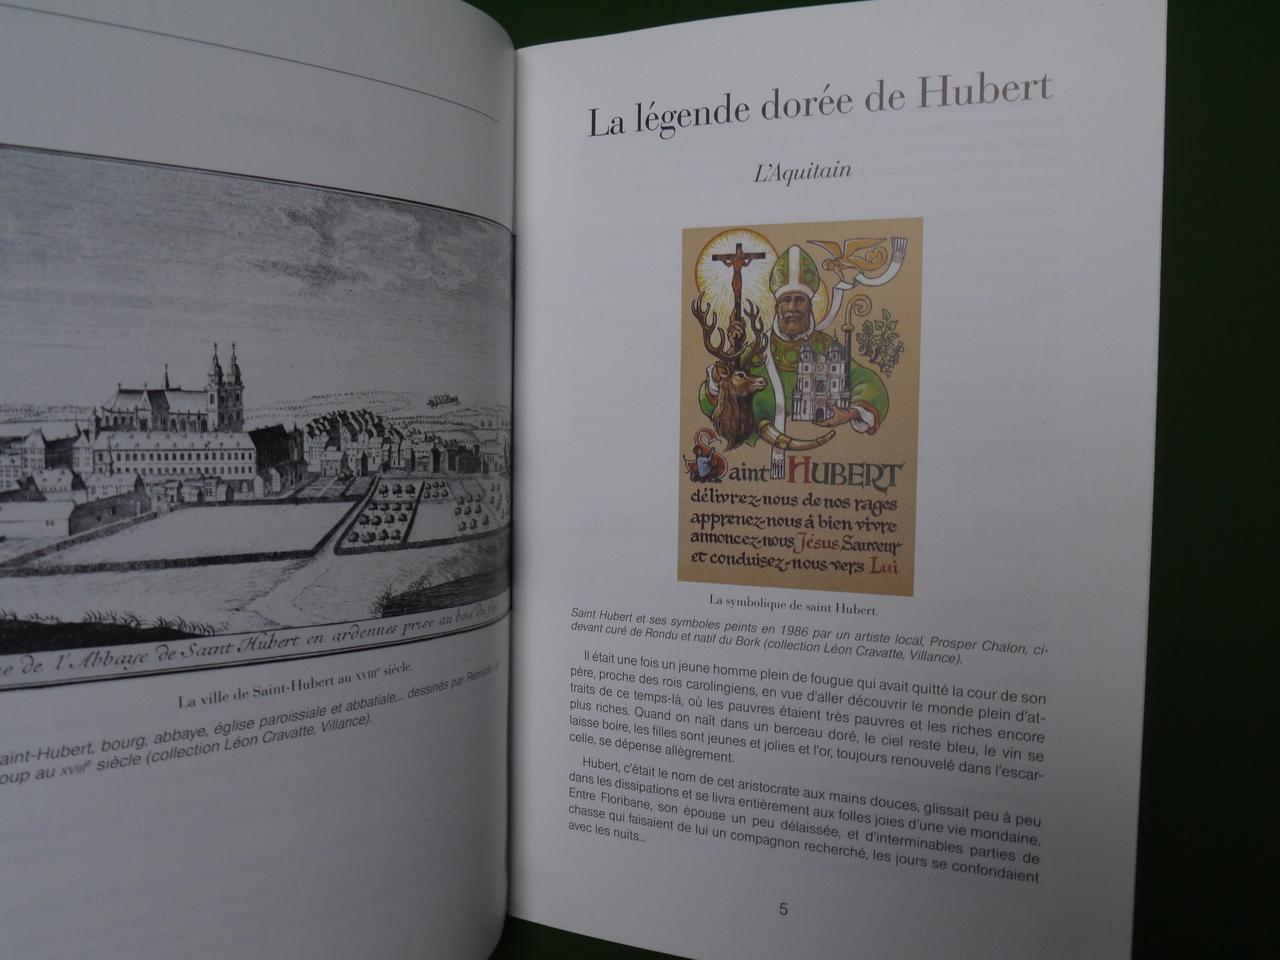 ne de l'Abbaye de Saint Hubert en ardennes prise au bois du fay
La ville de Saint-Hubert au XVIIIe siècle.
aint-Hubert, bourg, abbaye, église paroissiale et abbatiale,.. dessinés par Remacle Le
oup au XVIIIe siècle (collection Léon Cravatte, Villance).
La légende dorée de Hubert
L'Aquitain
Saint HUBERT
délivrez-nous de nos rages
apprenez-nous à bien vivre
annoncez-nous Jésus Sauveur
et conduisez-nous vers Lui
La symbolique de saint Hubert.
Saint Hubert et ses symboles peints en 1986 par un artiste local, Prosper Chalon, ci-
devant curé de Rondu et natif du Bork (collection Léon Cravatte, Villance).
Il était une fois un jeune homme plein de fougue qui avait quitté la cour de son
père, proche des rois carolingiens, en vue d'aller découvrir le monde plein d'at-
traits de ce temps-là, où les pauvres étaient très pauvres et les riches encore
plus riches. Quand on naît dans un berceau doré, le ciel reste bleu, le vin se
laisse boire, les filles sont jeunes et jolies et l'or, toujours renouvelé dans l'escar-
celle, se dépense allègrement.
Hubert, c'était le nom de cet aristocrate aux mains douces, glissait peu à peu
dans les dissipations et se livra entièrement aux folles joies d'une vie mondaine.
Entre Floribane, son épouse un peu délaissée, et d'interminables parties de
chasse qui faisaient de lui un compagnon recherché, les jours se confondaient
avec les nuits...
5